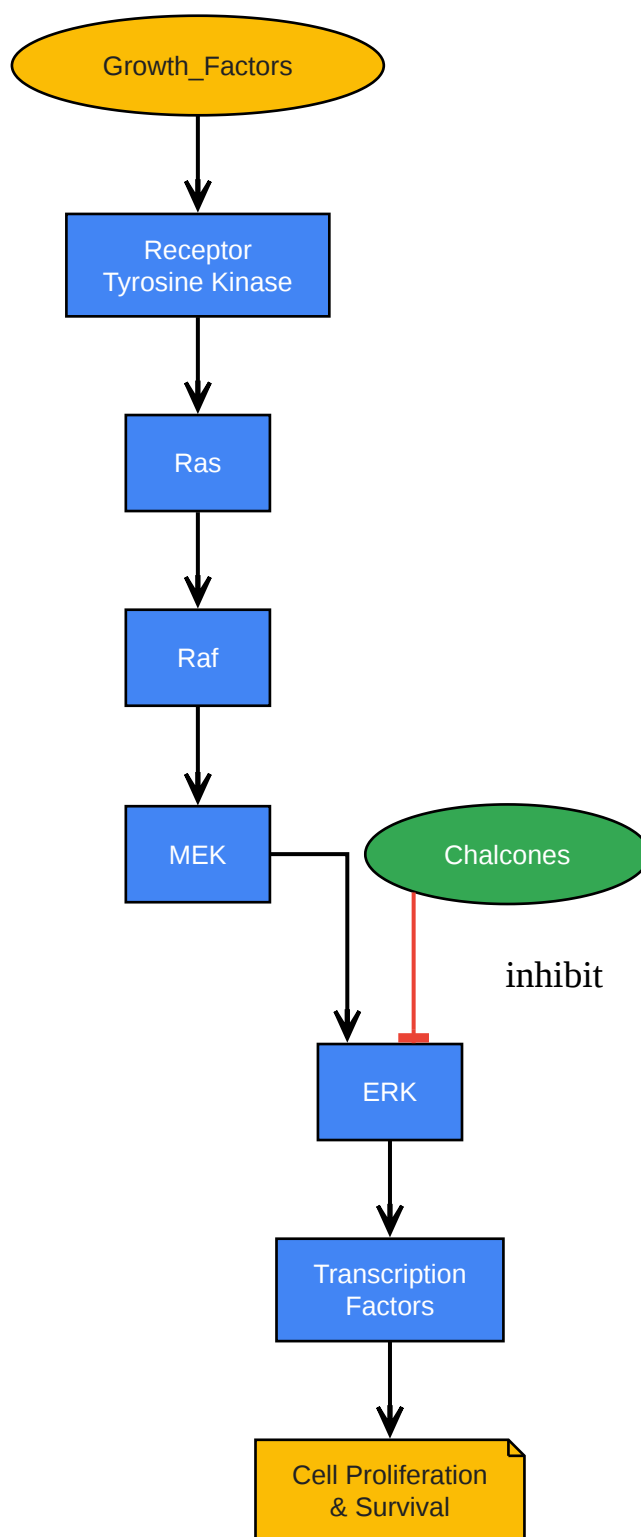 Growth_Factors
Receptor
Tyrosine Kinase
Ras
Raf
MEK
Chalcones
inhibit
ERK
Transcription
Factors
Cell Proliferation
& Survival